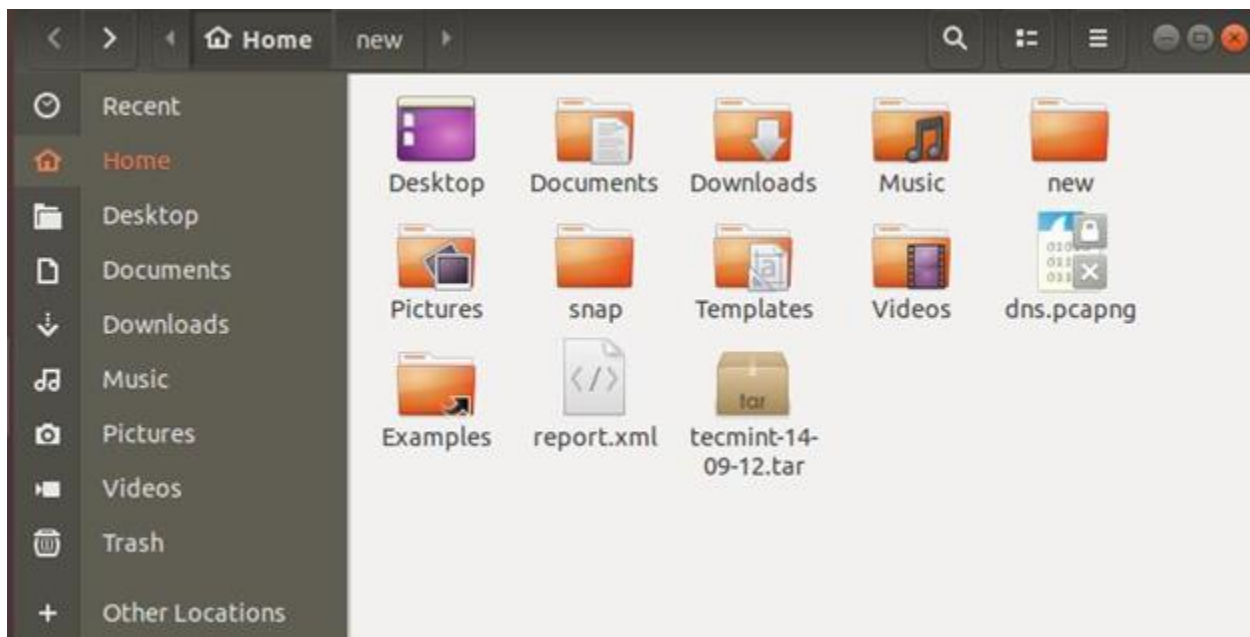 Home new
Recent
Home
Desktop
Documents
Downloads
Music
Pictures
Videos
Trash
+ Other Locations
Desktop Documents Downloads Music new
Pictures snap Templates Videos dns.pcapng
Examples report.xml tecmint-14-
09-12.tar
tar